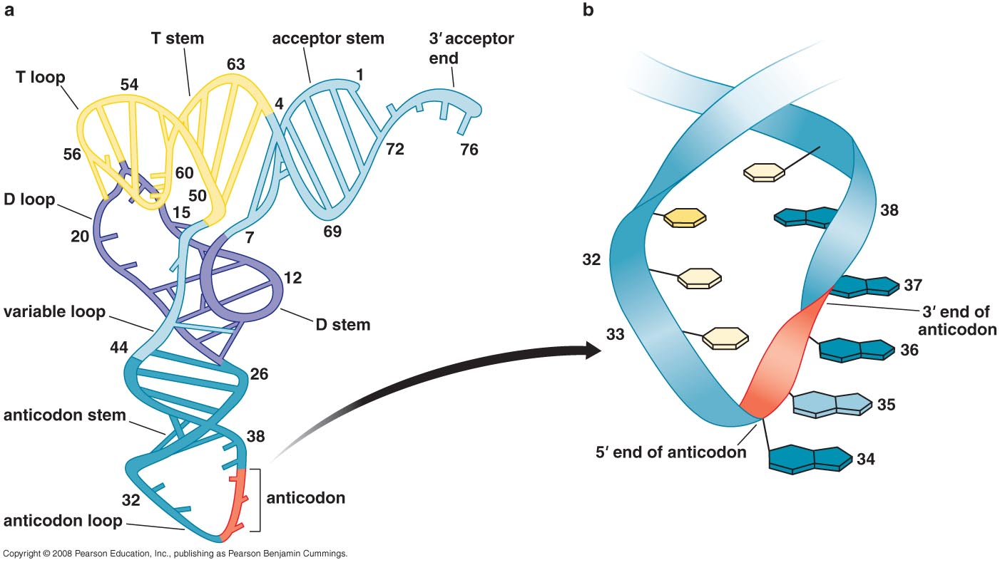 a
T stem
acceptor stem
3′ acceptor
end
T loop
54
63
1
4
56
60
72
76
50
D loop
15
20
7
69
12
variable loop
D stem
44
26
anticodon stem
38
32
anticodon
anticodon loop
b
38
32
37
3′ end of
anticodon
33
36
35
5′ end of anticodon
34
Copyright © 2008 Pearson Education, Inc., publishing as Pearson Benjamin Cummings.